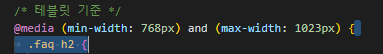 /* 테블릿 기준 */
@media (min-width: 768px) and (max-width: 1023px) {
.faq h2 {